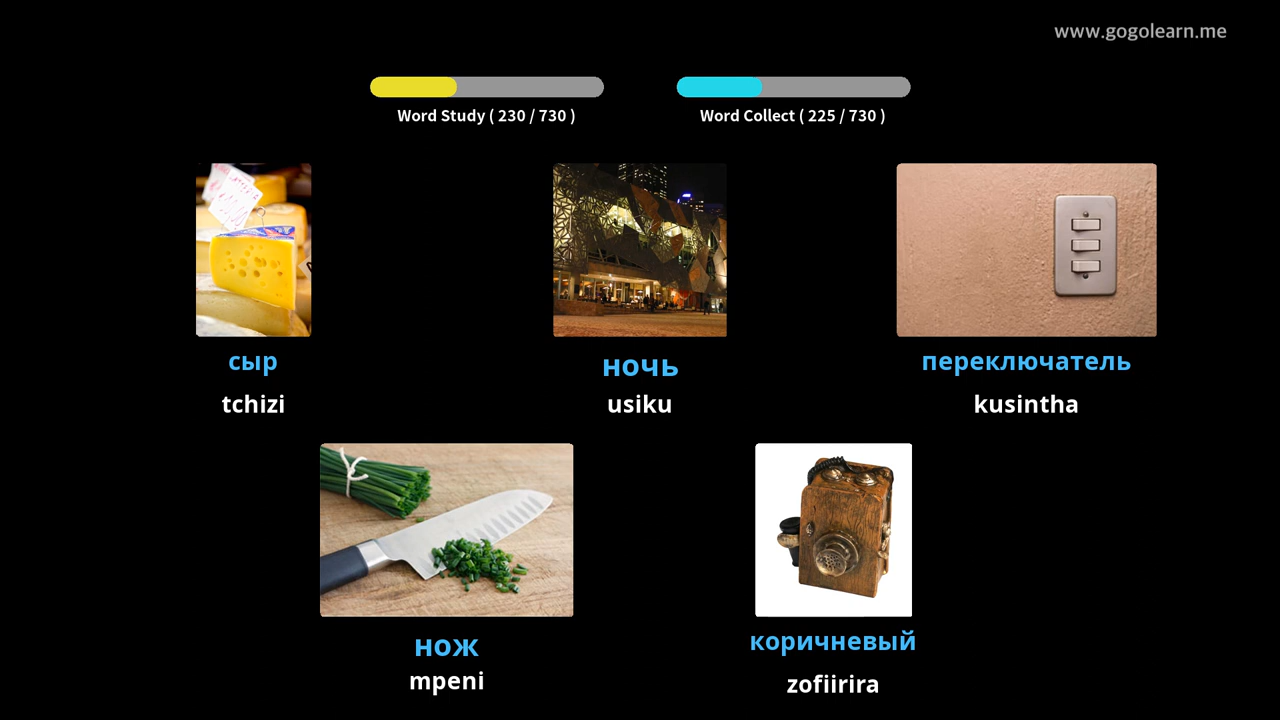 www.gogolearn.me
Word Study ( 230 / 730 )
Word Collect ( 225 / 730 )
сыр
tchizi
ночь
usiku
переключатель
kusintha
нож
mpeni
коричневый
zofiirira